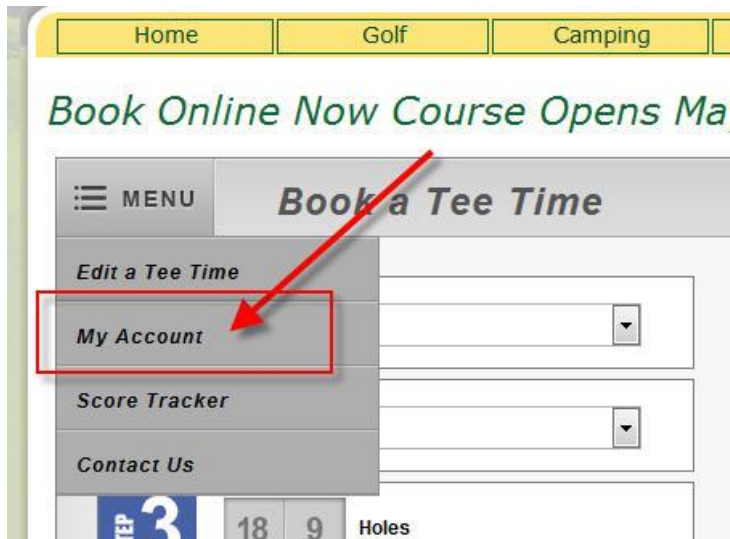 Home Golf Camping
Book Online Now Course Opens Ma
MENU Book a Tee Time
Edit a Tee Time
My Account
Score Tracker
Contact Us
STEP 3 18 9 Holes